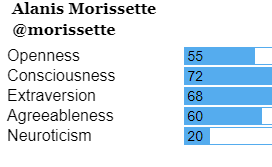 Alanis Morissette
@morissette
Openness 55
Consciousness 72
Extraversion 68
Agreeableness 60
Neuroticism 20